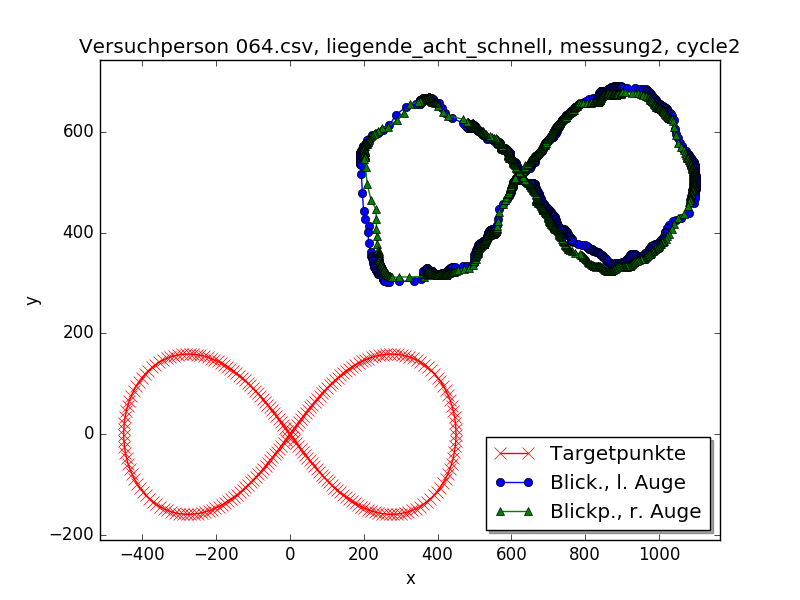 Versuchperson 064.csv, liegende_acht_schnell, messung2, cycle2
600
400
200
0
−200
y
−400
−200
0
200
400
600
800
1000
x
Targetpunkte
Blick., l. Auge
Blickp., r. Auge